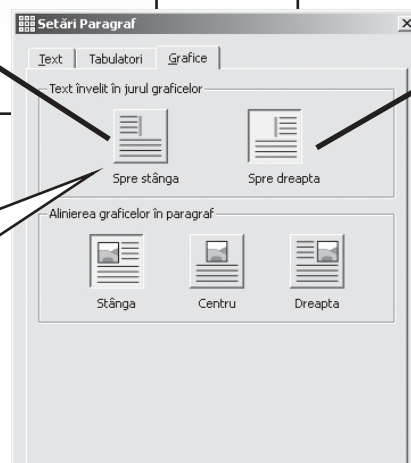 Setări Paragraf
Text Tabulatori Grafice
Text învelit în jurul graficelor
Spre stânga Spre dreapta
Alinierea graficelor în paragraf
Stânga Centru Dreapta